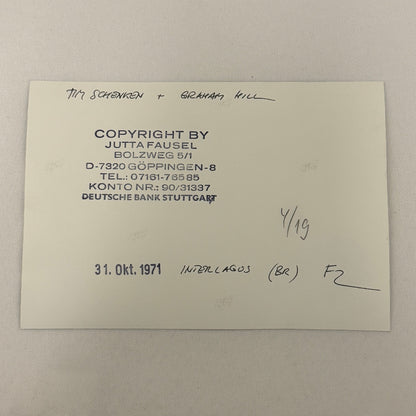 TIM SCHENKEN + GRAHAM HILL
COPYRIGHT BY
JUTTA FAUSEL
BOLZWEG 5/1
D-7320 GÖPPINGEN-8
TEL.: 07161-76585
KONTO NR.: 90/31337
DEUTSCHE BANK STUTTGART
Y/19
31. Okt. 1971 INTERLAGOS (BR) F2